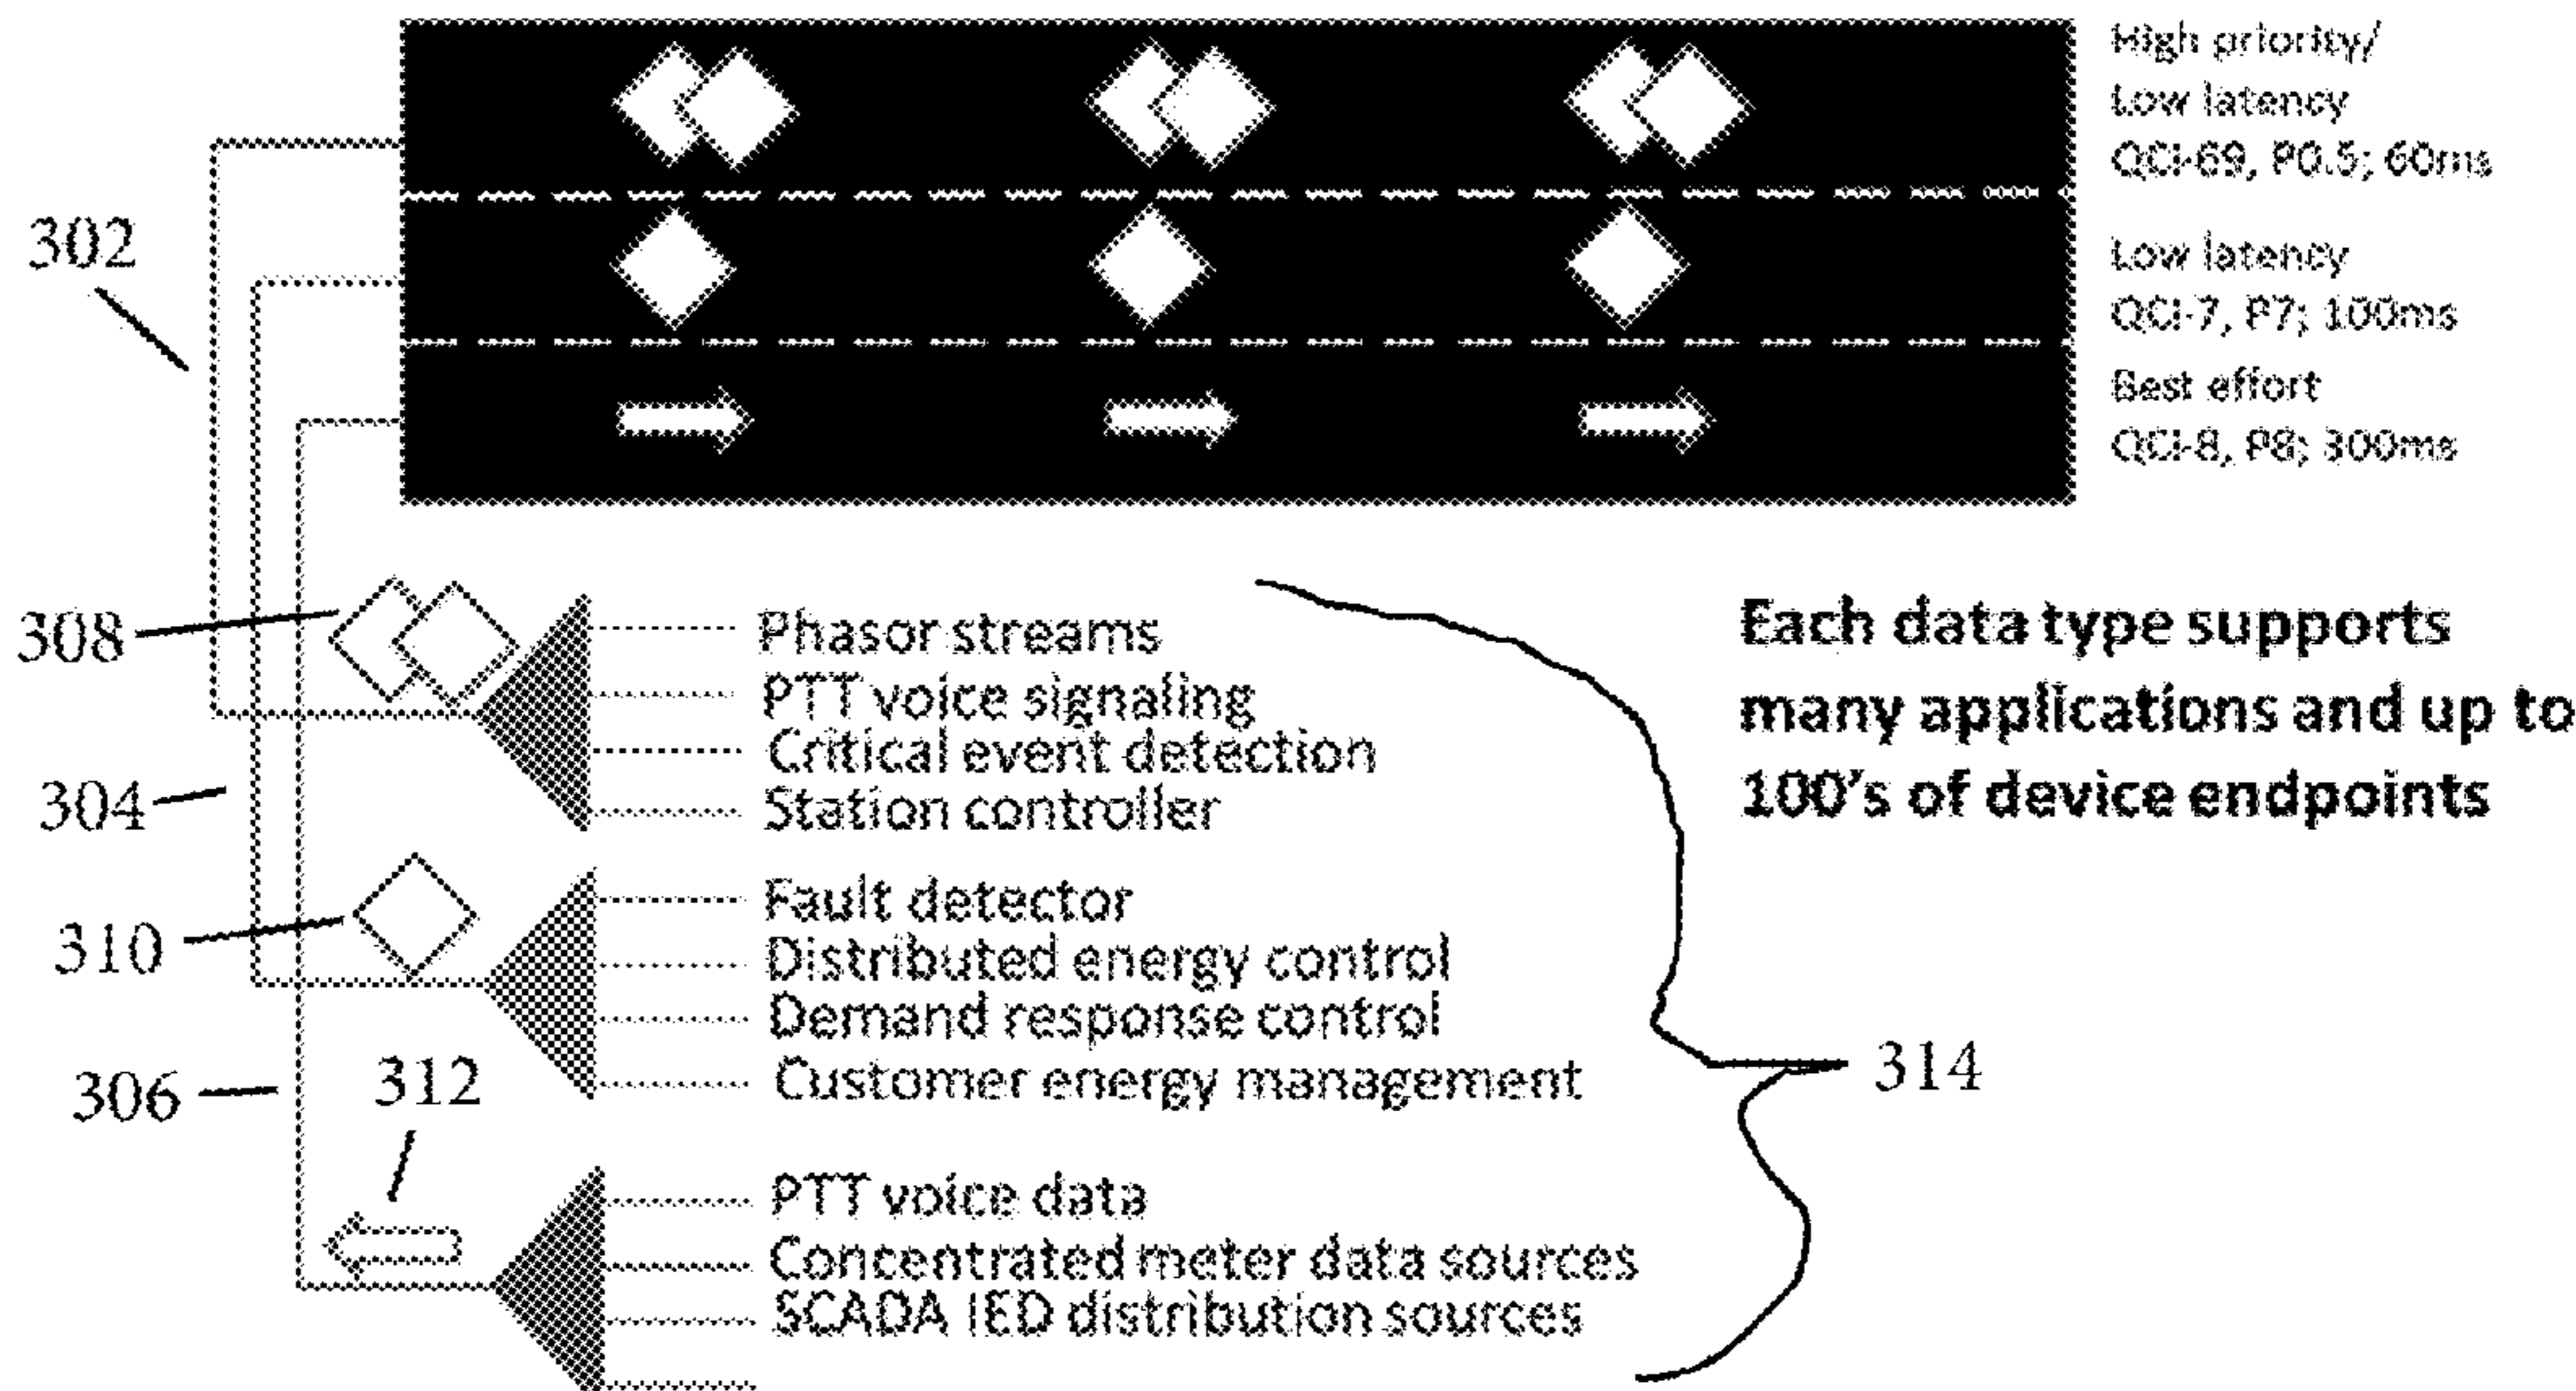 High priority/
Low latency
QCI-69, P0.5; 60ms
302
Low latency
QCI-7, P7; 100ms
Best effort
QCI-8, P8; 300ms
308
Phasor streams
PTT voice signaling
Critical event detection
Station controller
Each data type supports
many applications and up to
100's of device endpoints
304
310
Fault detector
Distributed energy control
Demand response control
Customer energy management
306
312
314
PTT voice data
Concentrated meter data sources
SCADA IED distribution sources